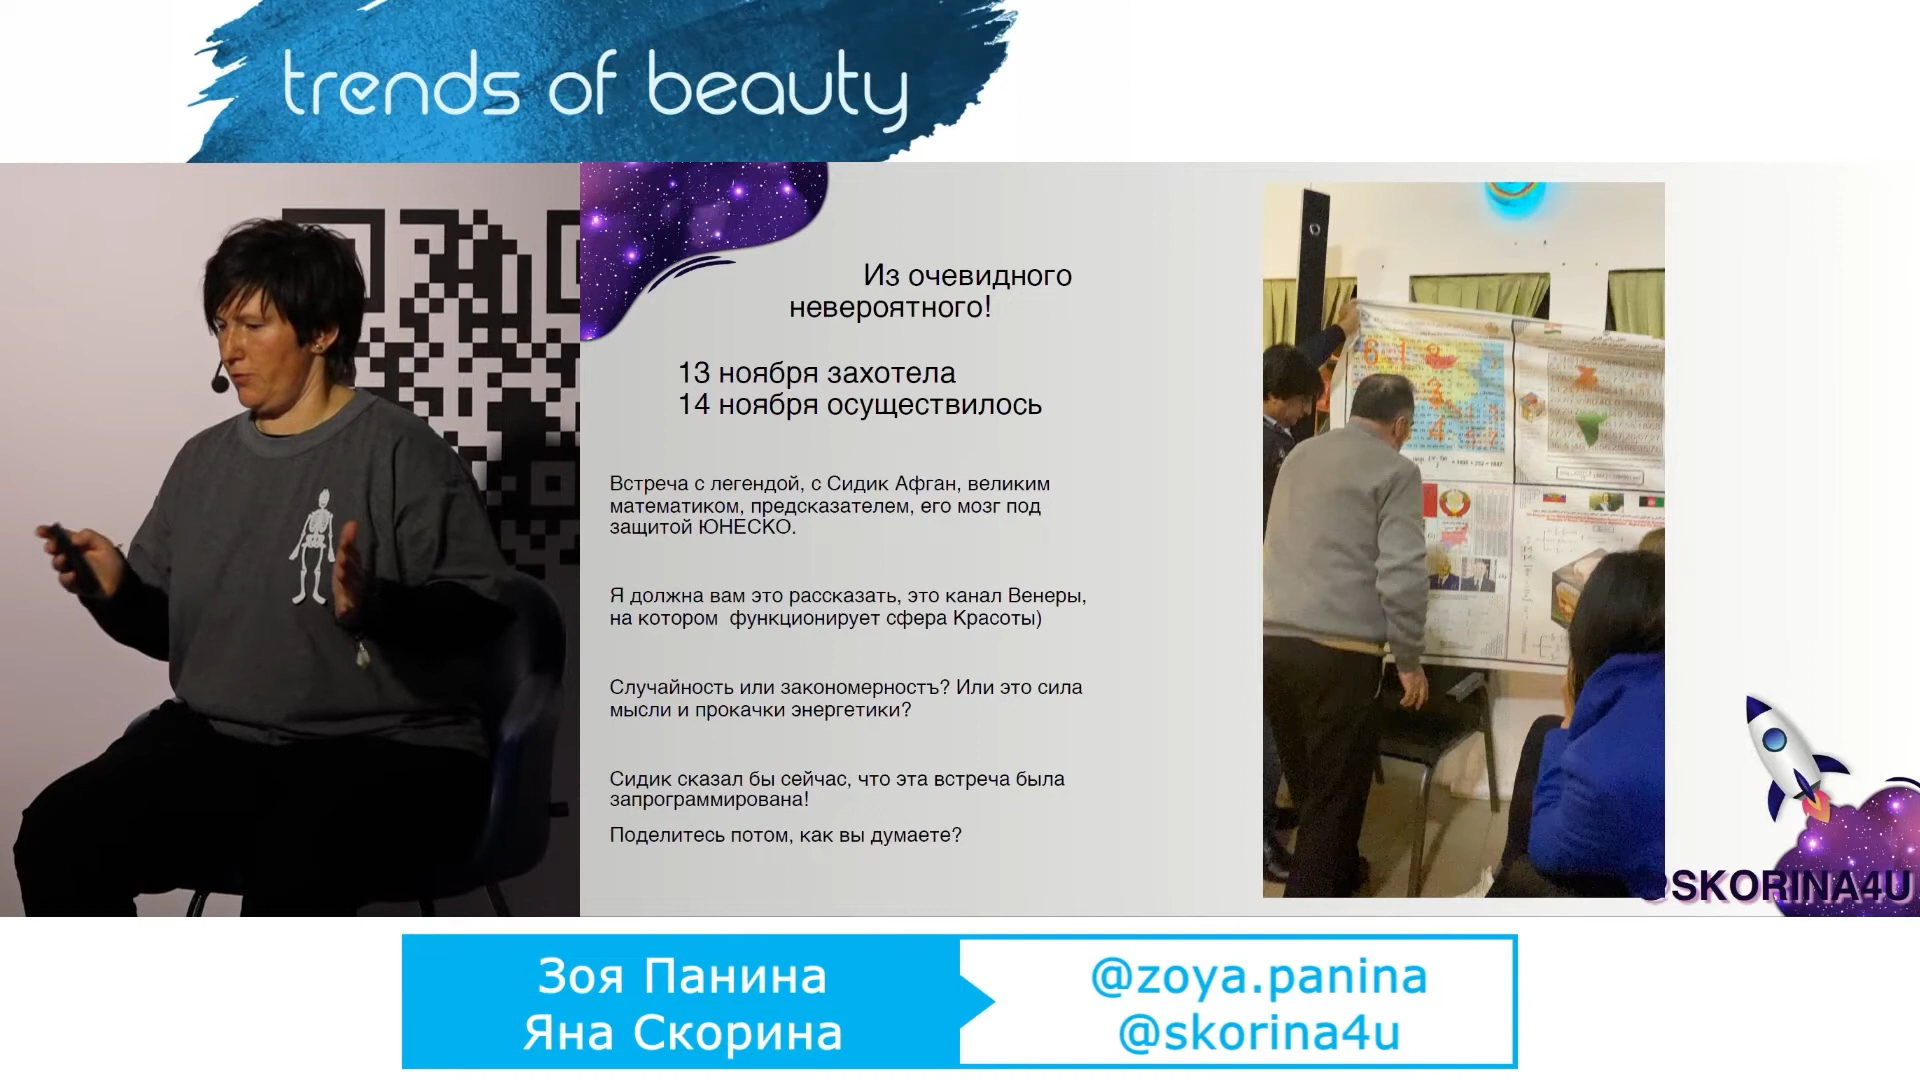 trends of beauty
Из очевидного
невероятного!
13 ноября захотела
14 ноября осуществилось
Встреча с легендой, с Сидик Афган, великим
математиком, предсказателем, его мозг под
защитой ЮНЕСКО.
Я должна вам это рассказать, это канал Венеры,
на котором функционирует сфера Красоты)
Случайность или закономерность? Или это сила
мысли и прокачки энергетики?
Сидик сказал бы сейчас, что эта встреча была
запрограммирована!
Поделитесь потом, как вы думаете?
@SKORINA4U
Зоя Панина
Яна Скорина
@zoya.panina
@skorina4u